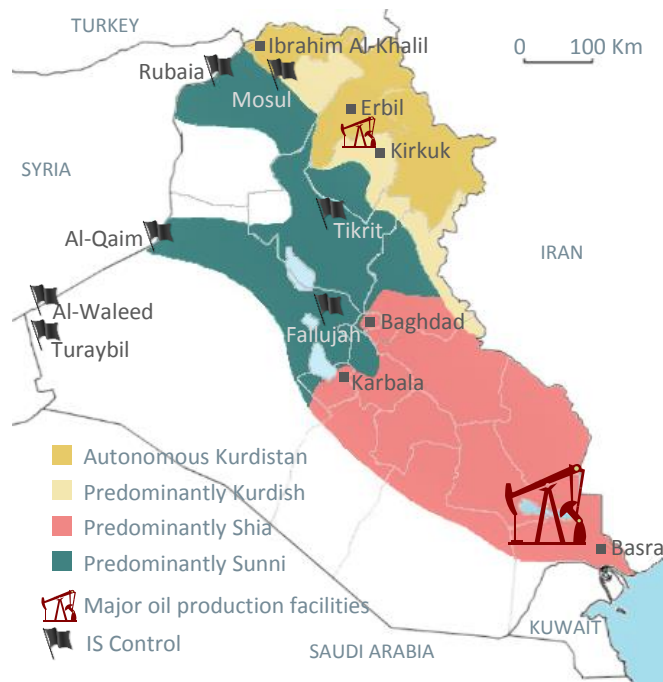 TURKEY
Ibrahim Al-Khalil
0 100 Km
Rubaia
Mosul
Erbil
Kirkuk
SYRIA
Tikrit
Al-Qaim
IRAN
Al-Waleed
Fallujah
Baghdad
Turaybil
Karbala
Autonomous Kurdistan
Predominantly Kurdish
Predominantly Shia
Predominantly Sunni
Basra
Major oil production facilities
KUWAIT
IS Control
SAUDI ARABIA